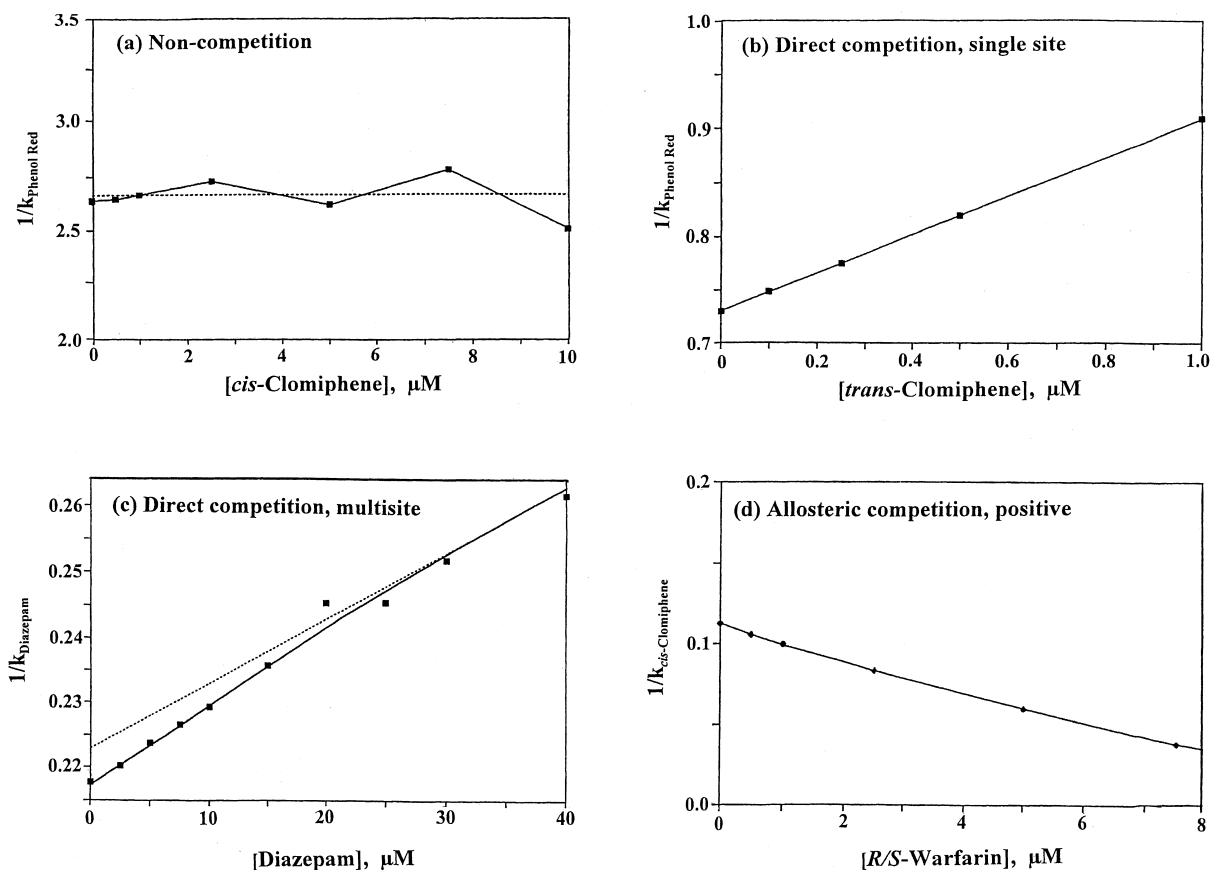 (a) Non-competition
3.5
3.0
2.5
2.0
1/kPhenol Red
0 2 4 6 8 10
[cis-Clomiphene], μM
(b) Direct competition, single site
1.0
0.9
0.8
0.7
1/kPhenol Red
0 0.2 0.4 0.6 0.8 1.0
[trans-Clomiphene], μM
(c) Direct competition, multisite
0.26
0.25
0.24
0.23
0.22
1/kDiazepam
0 10 20 30 40
[Diazepam], μM
(d) Allosteric competition, positive
0.2
0.1
0.0
1/kcis-Clomiphene
0 2 4 6 8
[R/S-Warfarin], μM